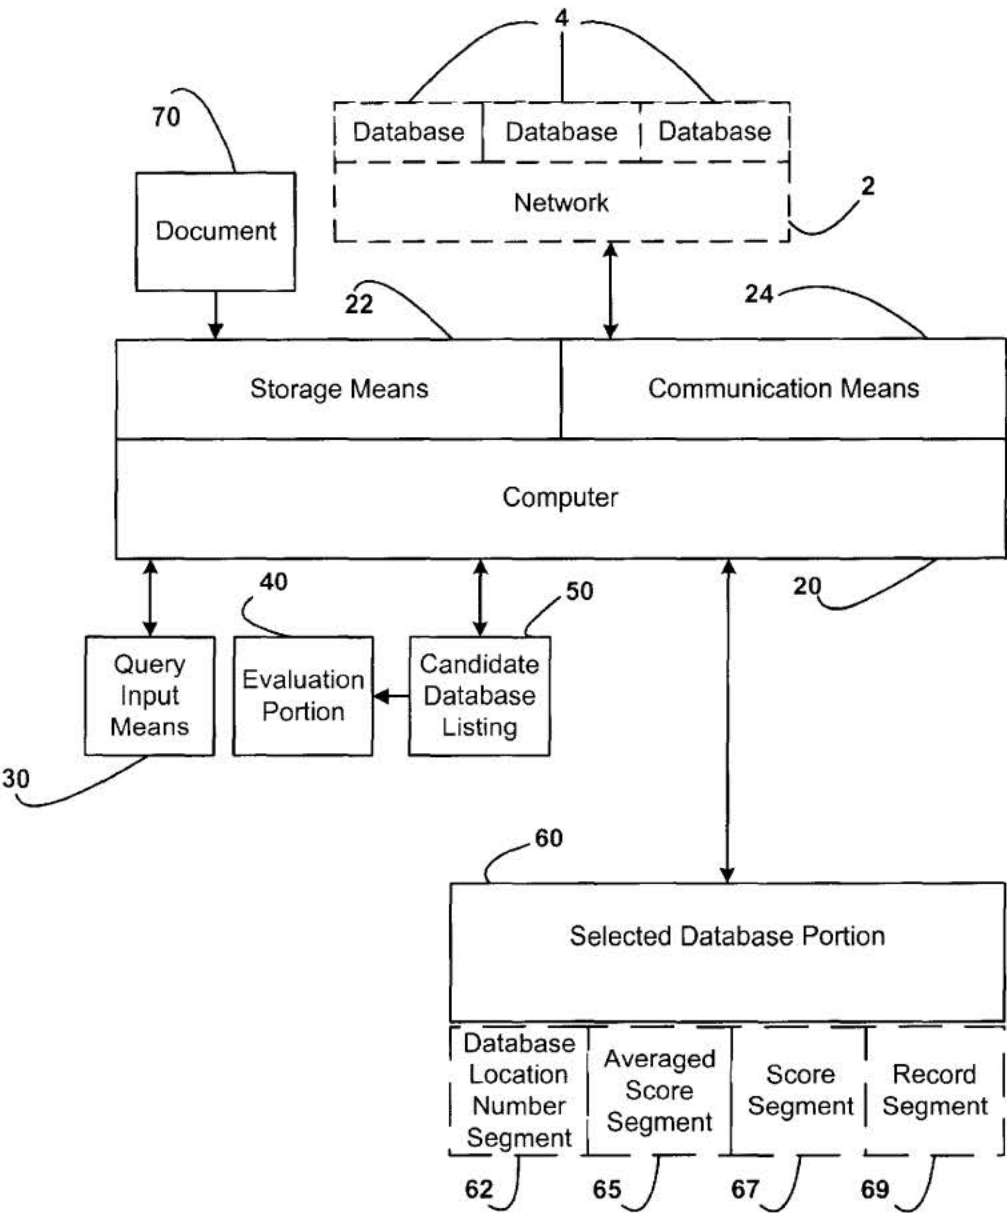 4
70
Database Database Database
Network
2
Document
22
24
Storage Means
Communication Means
Computer
40
50
20
Query
Input
Means
Evaluation
Portion
Candidate
Database
Listing
30
60
Selected Database Portion
Database
Location
Number
Segment
Averaged
Score
Segment
Score
Segment
Record
Segment
62
65
67
69